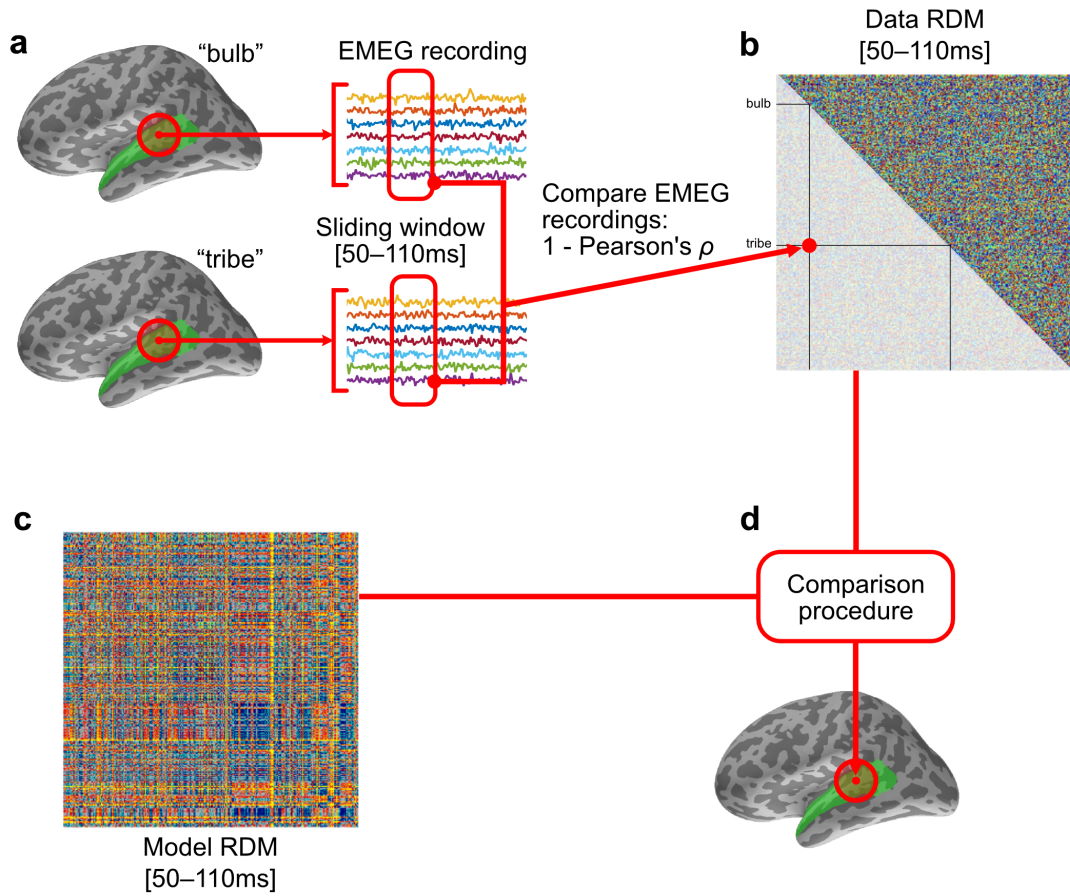 a
“bulb”
EMEG recording
“tribe”
Sliding window
[50–110ms]
Compare EMEG
recordings:
1 - Pearson's ρ
b
Data RDM
[50–110ms]
bulb
tribe
c
Model RDM
[50–110ms]
d
Comparison
procedure